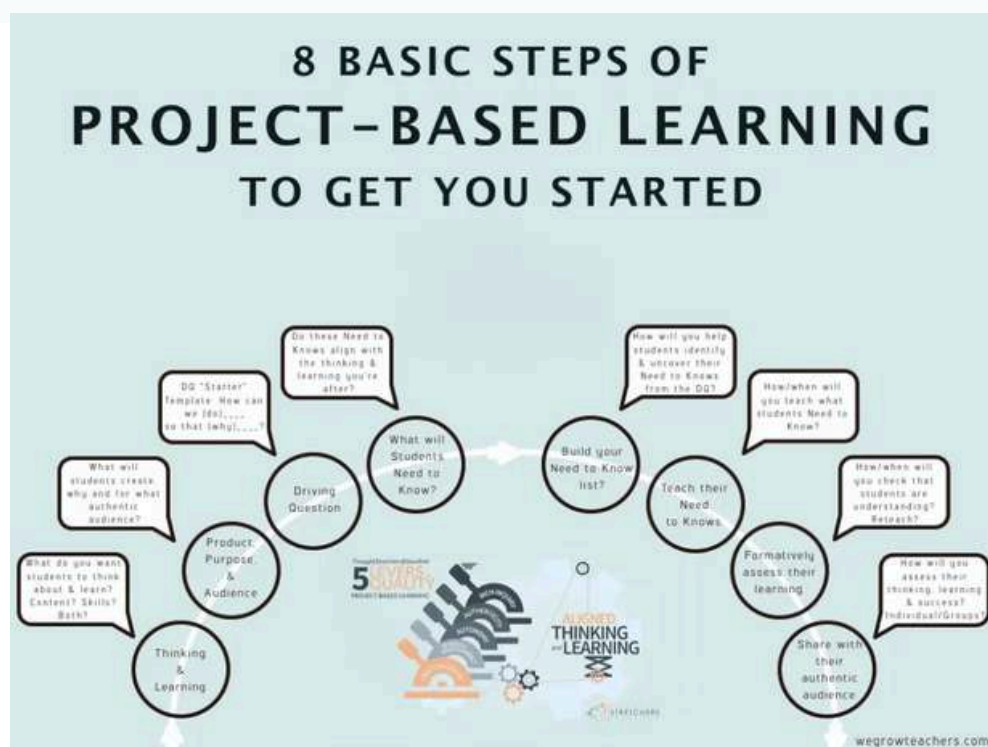 8 BASIC STEPS OF
PROJECT-BASED LEARNING
TO GET YOU STARTED
Do these Need to
Knows align with
the thinking &
learning you're
after?
How will you help
students identify
& uncover their
Need to Knows
from the DQ?
DQ "Starter"
Template: How can
we (do)____
so that (why)____?
How/when will
you teach what
students Need to
Know?
What will
students create,
why and for what
authentic
audience?
How/when will
you check that
students are
understanding?
Reteach?
What do you want
students to think
about & learn?
Content? Skills?
Both?
How will you
assess their
thinking, learning
& success?
Individual/Groups?
Thinking
&
Learning
Product,
Purpose
&
Audience
Driving
Question
What will
Students
Need to
Know?
Build your
Need to Know
list?
Teach their
Need
to Knows
Formatively
assess their
learning
Share with
their
authentic
audience
5 LEVERS
QUALITY
PROJECT BASED LEARNING
AUTHENTICITY
ALIGNED
THINKING
and LEARNING
wegrowteachers.com